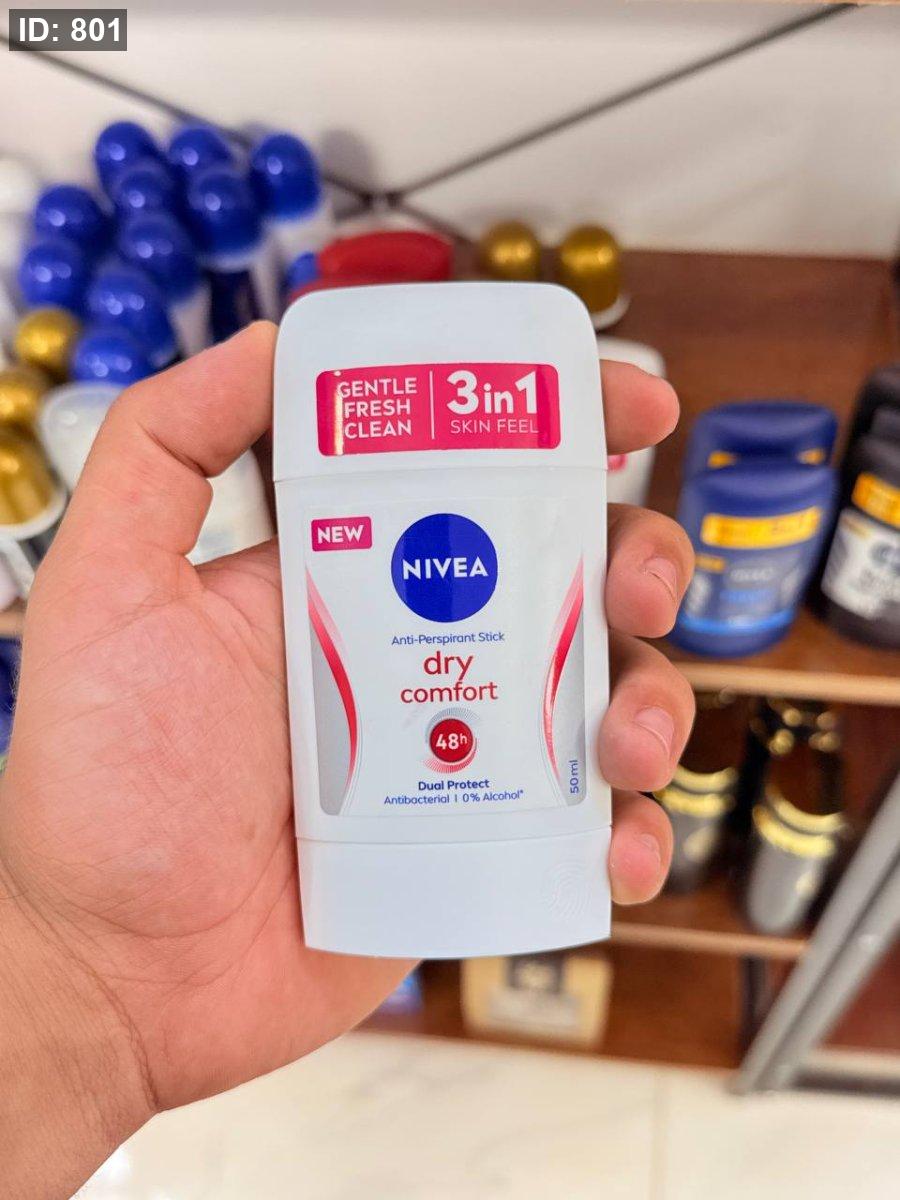 ID: 801
GENTLE
FRESH
CLEAN
3in1
SKIN FEEL
NEW
NIVEA
Anti-Perspirant Stick
dry
comfort
48h
Dual Protect
Antibacterial | 0% Alcohol*
50 ml